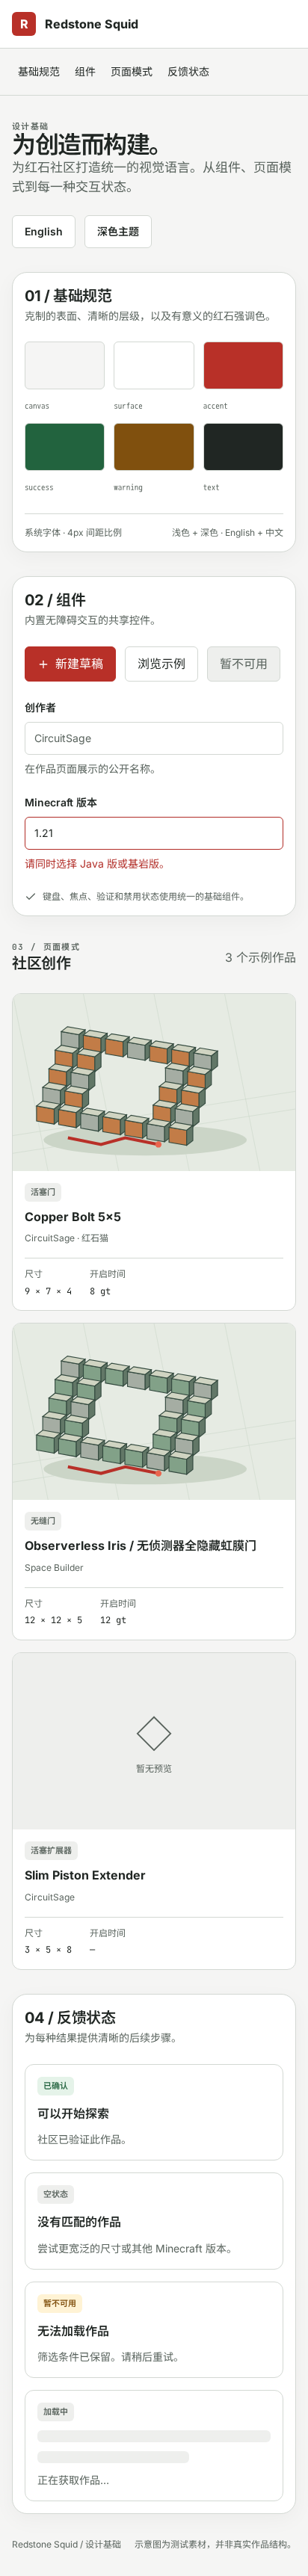 R Redstone Squid
基础规范 组件 页面模式 反馈状态
设计基础
为创造而构建。
为红石社区打造统一的视觉语言。从组件、页面模
式到每一种交互状态。
English 深色主题
01 / 基础规范
克制的表面、清晰的层级，以及有意义的红石强调色。
canvas surface accent
success warning text
系统字体 · 4px 间距比例 浅色 + 深色 · English + 中文
02 / 组件
内置无障碍交互的共享控件。
+ 新建草稿 浏览示例 暂不可用
创作者
CircuitSage
在作品页面展示的公开名称。
Minecraft 版本
1.21
请同时选择 Java 版或基岩版。
键盘、焦点、验证和禁用状态使用统一的基础组件。
03 / 页面模式
社区创作
3 个示例作品
活塞门
Copper Bolt 5×5
CircuitSage · 红石猫
尺寸 开启时间
9 × 7 × 4 8 gt
无缝门
Observerless Iris / 无侦测器全隐藏虹膜门
Space Builder
尺寸 开启时间
12 × 12 × 5 12 gt
暂无预览
活塞扩展器
Slim Piston Extender
CircuitSage
尺寸 开启时间
3 × 5 × 8 —
04 / 反馈状态
为每种结果提供清晰的后续步骤。
已确认
可以开始探索
社区已验证此作品。
空状态
没有匹配的作品
尝试更宽泛的尺寸或其他 Minecraft 版本。
暂不可用
无法加载作品
筛选条件已保留。请稍后重试。
加载中
正在获取作品…
Redstone Squid / 设计基础 示意图为测试素材，并非真实作品结构。